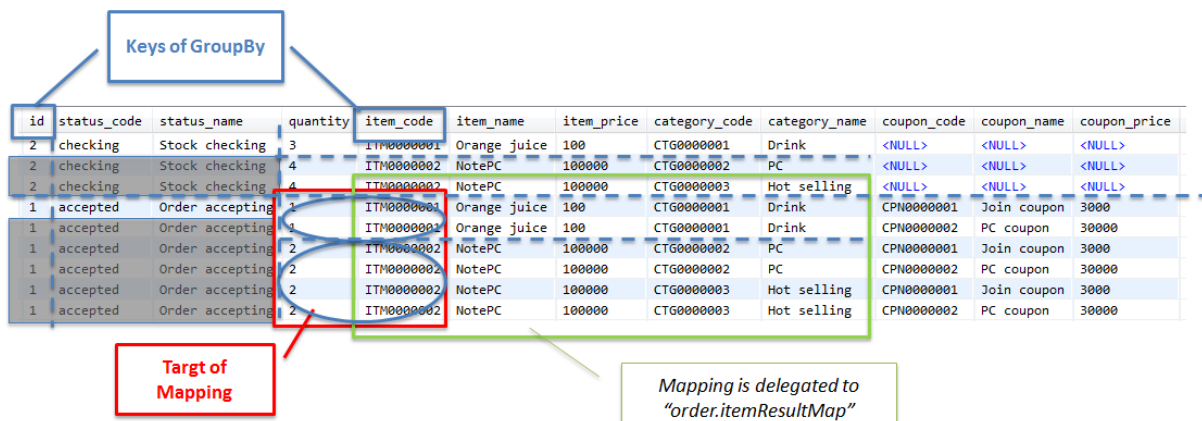 Keys of GroupBy
id status_code status_name quantity item_code item_name item_price category_code category_name coupon_code coupon_name coupon_price
2 checking Stock checking 3 ITM0000001 Orange juice 100 CTG0000001 Drink <NULL> <NULL> <NULL>
2 checking Stock checking 4 ITM0000002 NotePC 100000 CTG0000002 PC <NULL> <NULL> <NULL>
2 checking Stock checking 4 ITM0000002 NotePC 100000 CTG0000003 Hot selling <NULL> <NULL> <NULL>
1 accepted Order accepting 1 ITM0000001 Orange juice 100 CTG0000001 Drink CPN0000001 Join coupon 3000
1 accepted Order accepting 1 ITM0000001 Orange juice 100 CTG0000001 Drink CPN0000002 PC coupon 30000
1 accepted Order accepting 2 ITM0000002 NotePC 100000 CTG0000002 PC CPN0000001 Join coupon 3000
1 accepted Order accepting 2 ITM0000002 NotePC 100000 CTG0000002 PC CPN0000002 PC coupon 30000
1 accepted Order accepting 2 ITM0000002 NotePC 100000 CTG0000003 Hot selling CPN0000001 Join coupon 3000
1 accepted Order accepting 2 ITM0000002 NotePC 100000 CTG0000003 Hot selling CPN0000002 PC coupon 30000
Targt of
Mapping
Mapping is delegated to
“order.itemResultMap”